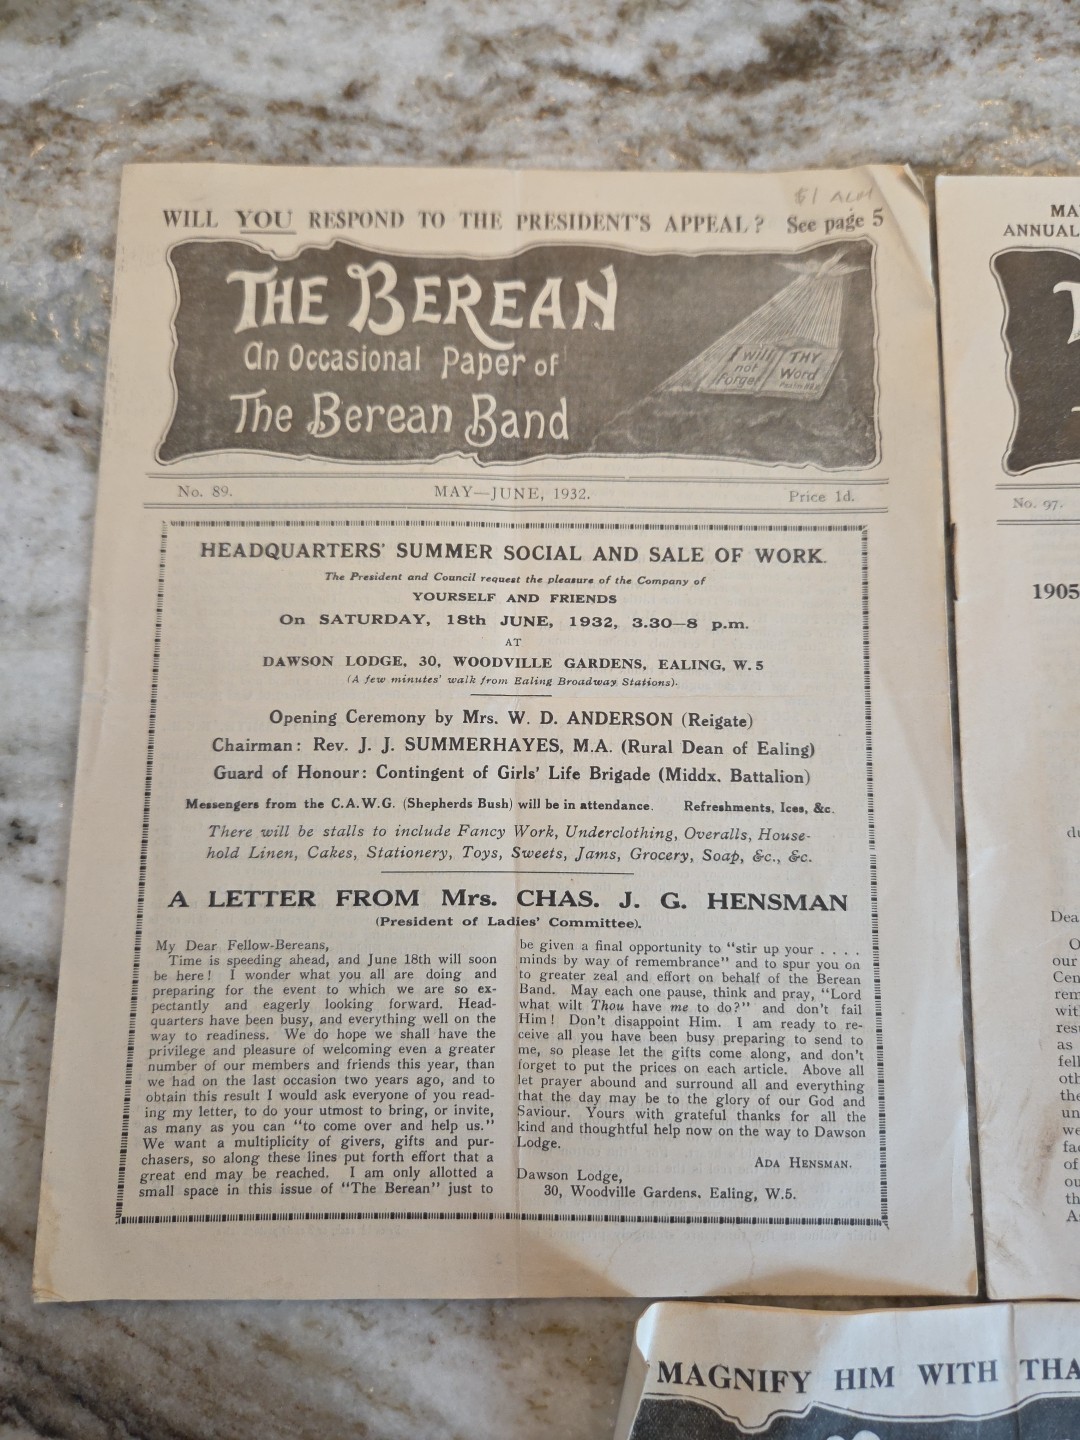 $1
WILL YOU RESPOND TO THE PRESIDENT'S APPEAL? See page 5
THE BEREAN
An Occasional Paper of
The Berean Band
I will
not
Forget
THY
Word
No. 89.
MAY—JUNE, 1932.
Price 1d.
HEADQUARTERS' SUMMER SOCIAL AND SALE OF WORK.
The President and Council request the pleasure of the Company of
YOURSELF AND FRIENDS
On SATURDAY, 18th JUNE, 1932, 3.30—8 p.m.
AT
DAWSON LODGE, 30, WOODVILLE GARDENS, EALING, W.5
(A few minutes' walk from Ealing Broadway Stations).
Opening Ceremony by Mrs. W. D. ANDERSON (Reigate)
Chairman: Rev. J. J. SUMMERHAYES, M.A. (Rural Dean of Ealing)
Guard of Honour: Contingent of Girls' Life Brigade (Middx. Battalion)
Messengers from the C.A.W.G. (Shepherds Bush) will be in attendance. Refreshments, Ices, &c.
There will be stalls to include Fancy Work, Underclothing, Overalls, House-
hold Linen, Cakes, Stationery, Toys, Sweets, Jams, Grocery, Soap, &c., &c.
A LETTER FROM Mrs. CHAS. J. G. HENSMAN
(President of Ladies' Committee).
My Dear Fellow-Bereans,
Time is speeding ahead, and June 18th will soon
be here! I wonder what you all are doing and
preparing for the event to which we are so ex-
pectantly and eagerly looking forward. Head-
quarters have been busy, and everything well on the
way to readiness. We do hope we shall have the
privilege and pleasure of welcoming even a greater
number of our members and friends this year, than
we had on the last occasion two years ago, and to
obtain this result I would ask everyone of you read-
ing my letter, to do your utmost to bring, or invite,
as many as you can "to come over and help us."
We want a multiplicity of givers, gifts and pur-
chasers, so along these lines put forth effort that a
great end may be reached. I am only allotted a
small space in this issue of "The Berean" just to
be given a final opportunity to "stir up your . . . .
minds by way of remembrance" and to spur you on
to greater zeal and effort on behalf of the Berean
Band. May each one pause, think and pray, "Lord
what wilt Thou have me to do?" and don't fail
Him! Don't disappoint Him. I am ready to re-
ceive all you have been busy preparing to send to
me, so please let the gifts come along, and don't
forget to put the prices on each article. Above all
let prayer abound and surround all and everything
that the day may be to the glory of our God and
Saviour. Yours with grateful thanks for all the
kind and thoughtful help now on the way to Dawson
Lodge.
ADA HENSMAN.
Dawson Lodge,
30, Woodville Gardens, Ealing, W.5.
MA
ANNUAL
No. 97.
1905
du
Dea
O
our
Cen
rem
wit
res
as
fell
oth
the
un
we
fac
of
ou
th
A
MAGNIFY HIM WITH THA